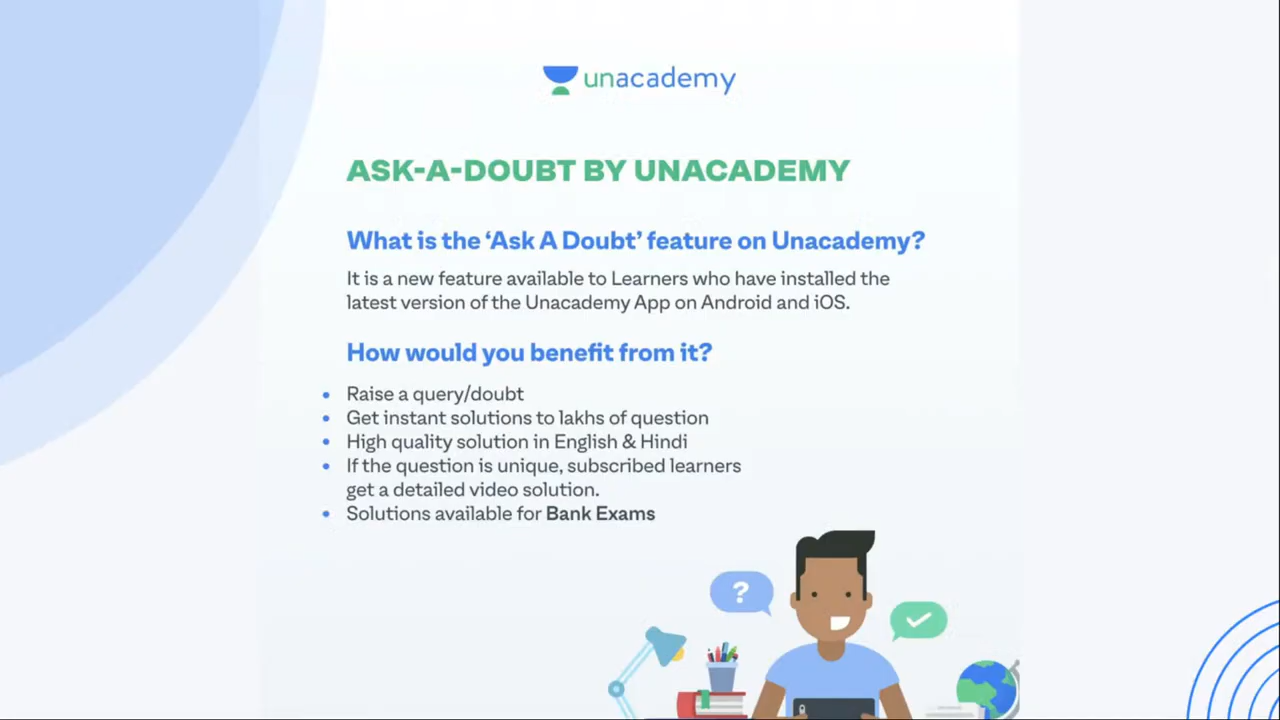 unacademy
ASK-A-DOUBT BY UNACADEMY
What is the ‘Ask A Doubt’ feature on Unacademy?
It is a new feature available to Learners who have installed the
latest version of the Unacademy App on Android and iOS.
How would you benefit from it?
• Raise a query/doubt
• Get instant solutions to lakhs of question
• High quality solution in English & Hindi
• If the question is unique, subscribed learners
get a detailed video solution.
• Solutions available for Bank Exams
?